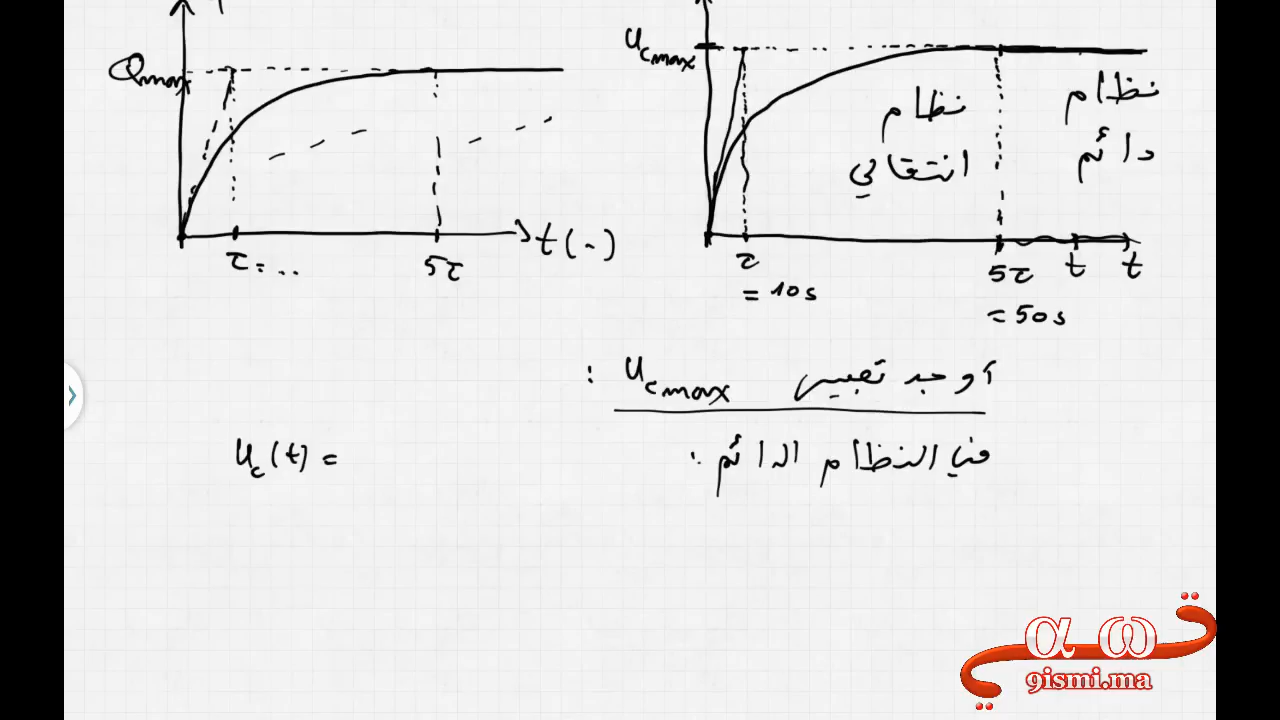 Qmax
t(..)
τ = ...
5τ
Ucmax
نظام انتقالي
نظام دائم
τ = 10s
5τ = 50s
t
t
أوجد تعبير Ucmax :
في النظام الدائم :
Uc(t) =
α ω
9ismi.ma